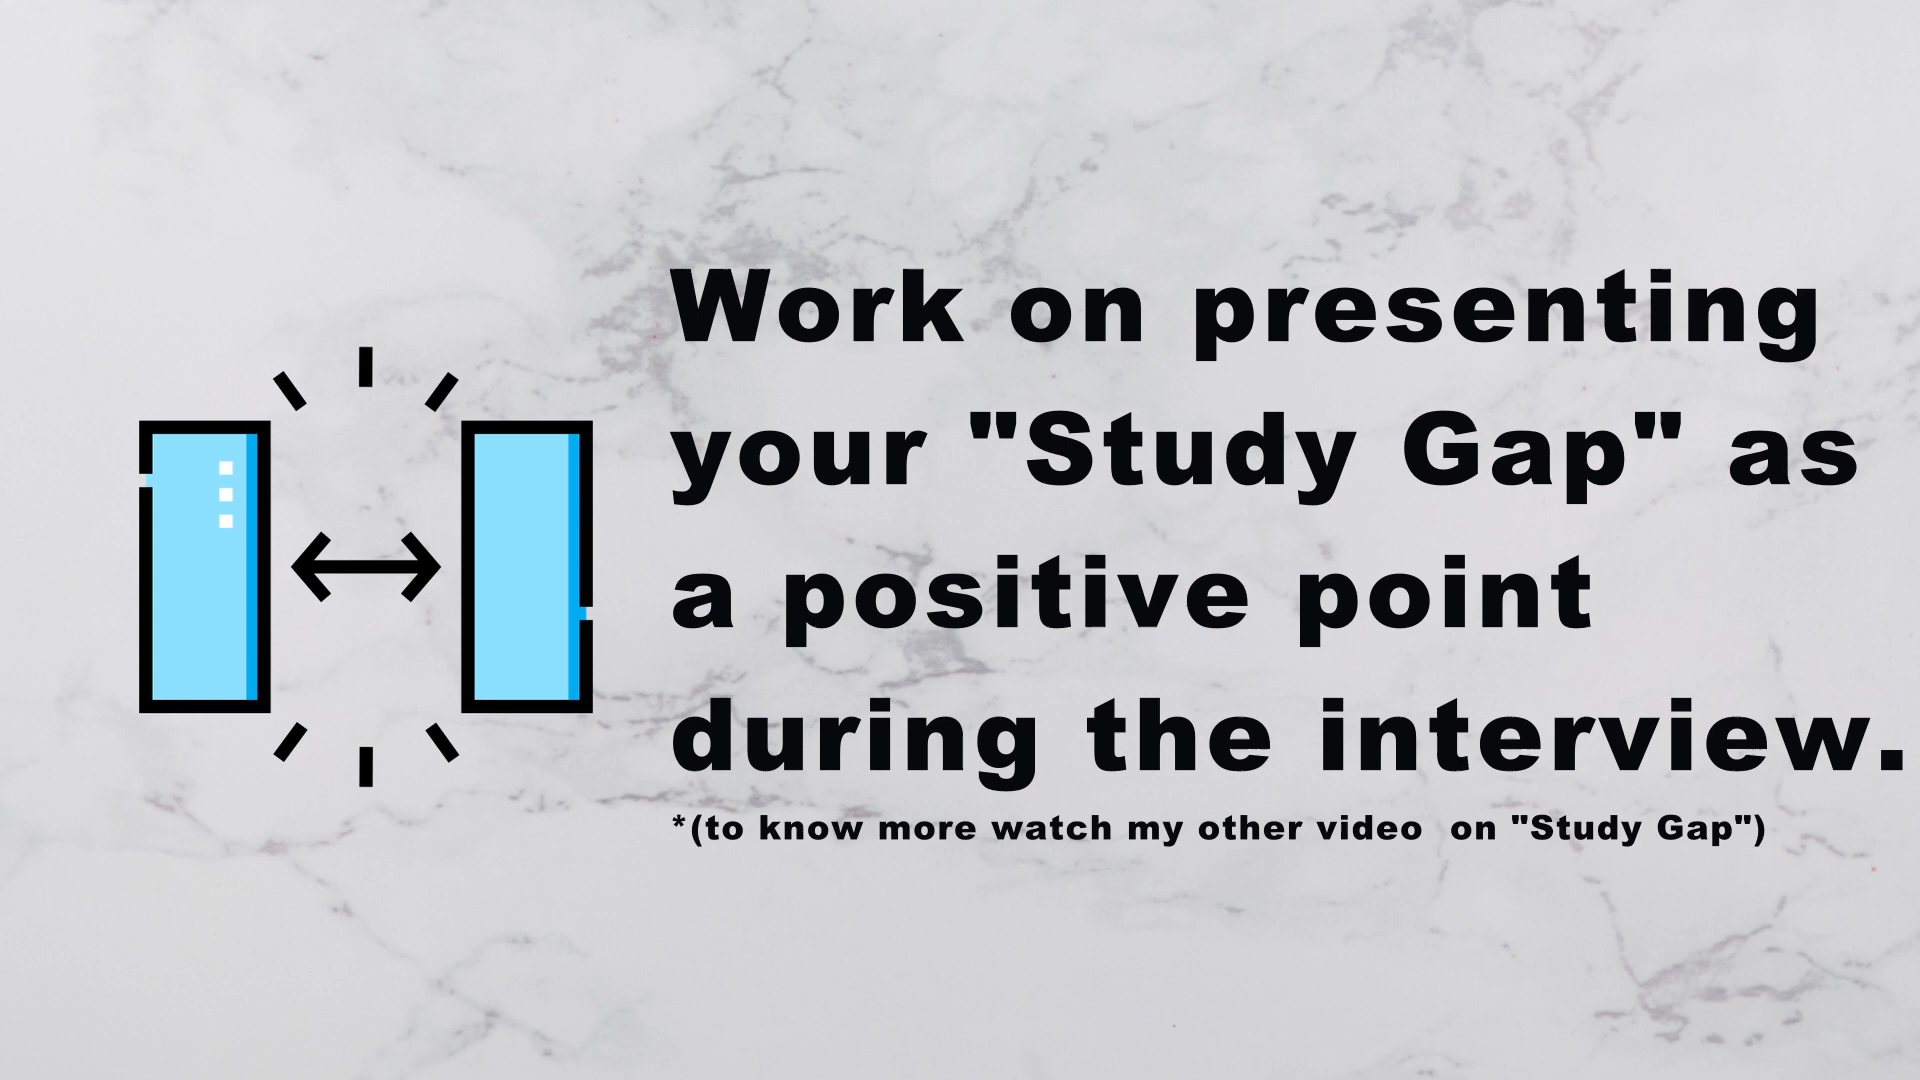 Work on presenting
your "Study Gap" as
a positive point
during the interview.
*(to know more watch my other video  on "Study Gap")